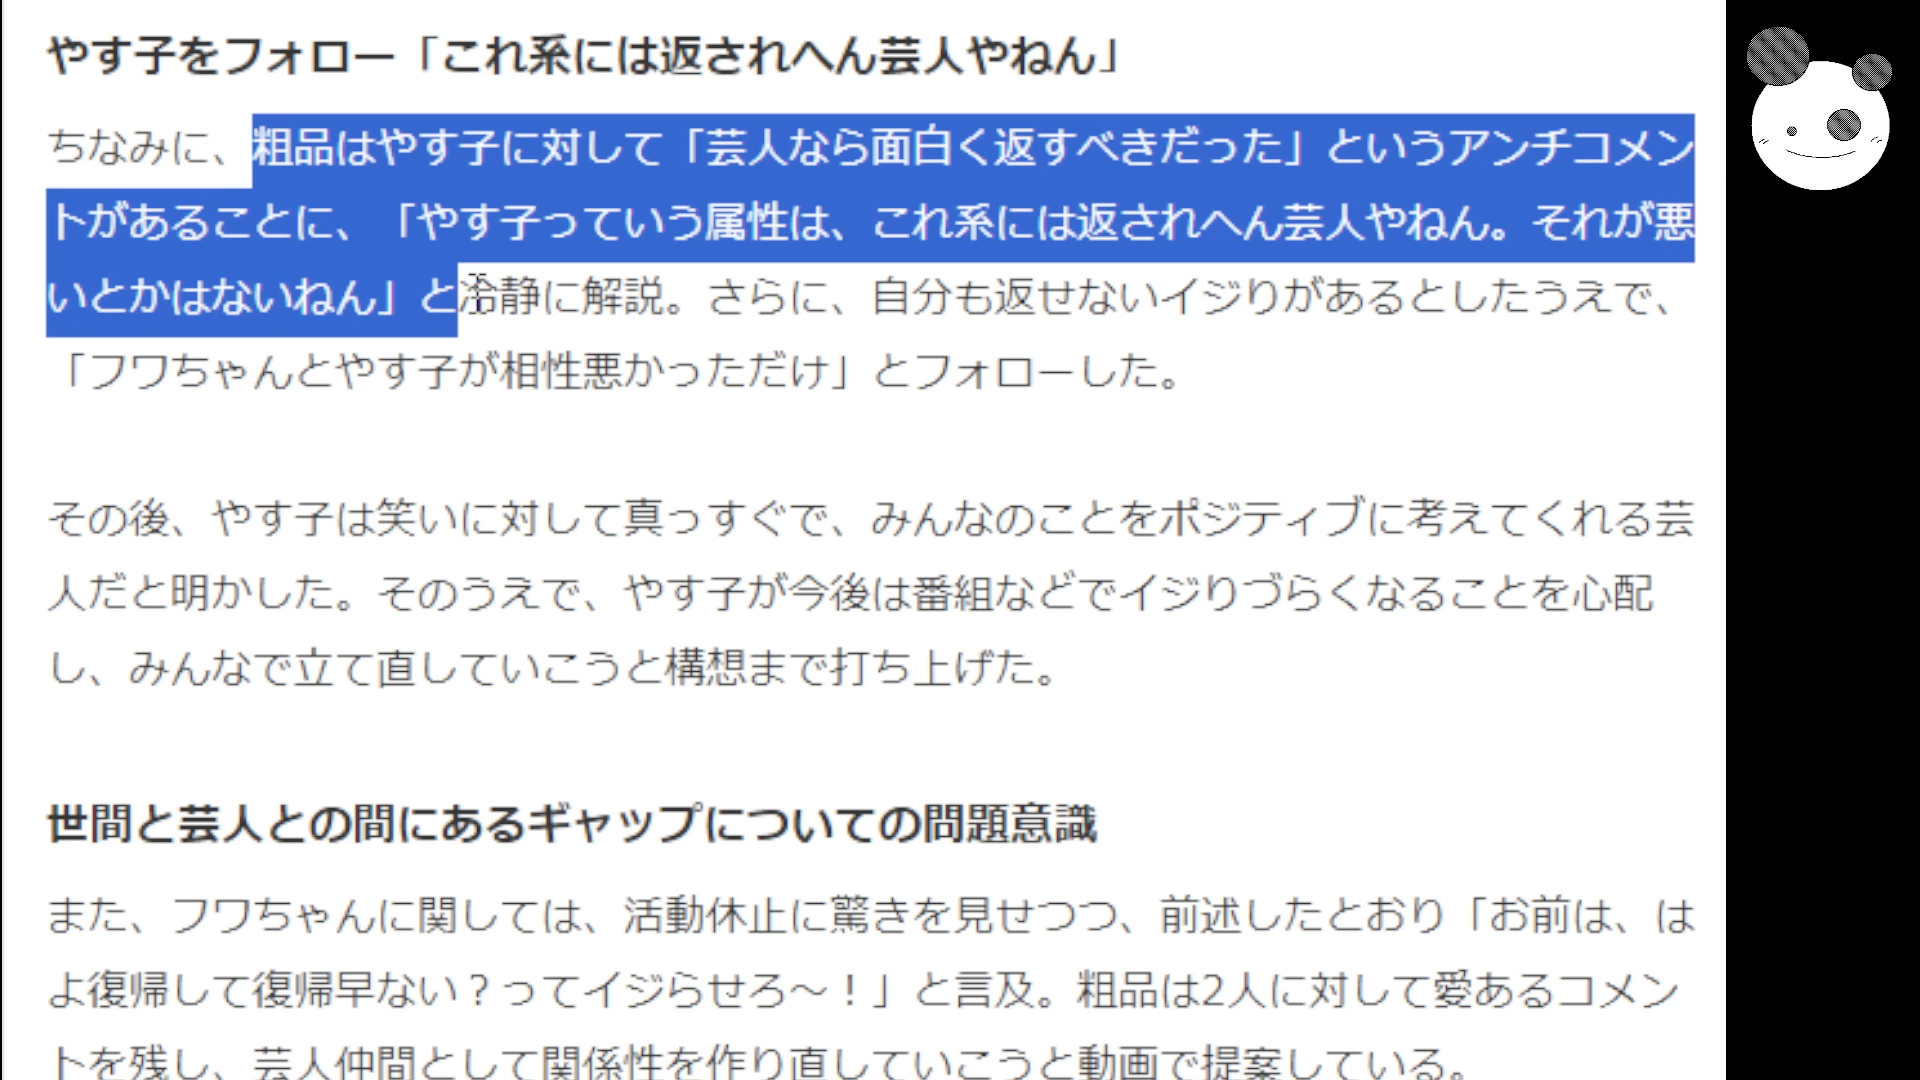 やす子をフォロー「これ系には返されへん芸人やねん」
ちなみに、粗品はやす子に対して「芸人なら面白く返すべきだった」というアンチコメン
トがあることに、「やす子っていう属性は、これ系には返されへん芸人やねん。それが悪
いとかはないねん」と冷静に解説。さらに、自分も返せないイジりがあるとしたうえで、
「フワちゃんとやす子が相性悪かっただけ」とフォローした。
その後、やす子は笑いに対して真っすぐで、みんなのことをポジティブに考えてくれる芸
人だと明かした。そのうえで、やす子が今後は番組などでイジりづらくなることを心配
し、みんなで立て直していこうと構想まで打ち上げた。
世間と芸人との間にあるギャップについての問題意識
また、フワちゃんに関しては、活動休止に驚きを見せつつ、前述したとおり「お前は、は
よ復帰して復帰早ない？ってイジらせろ〜！」と言及。粗品は2人に対して愛あるコメン
トを残し、芸人仲間として関係性を作り直していこうと動画で提案している。